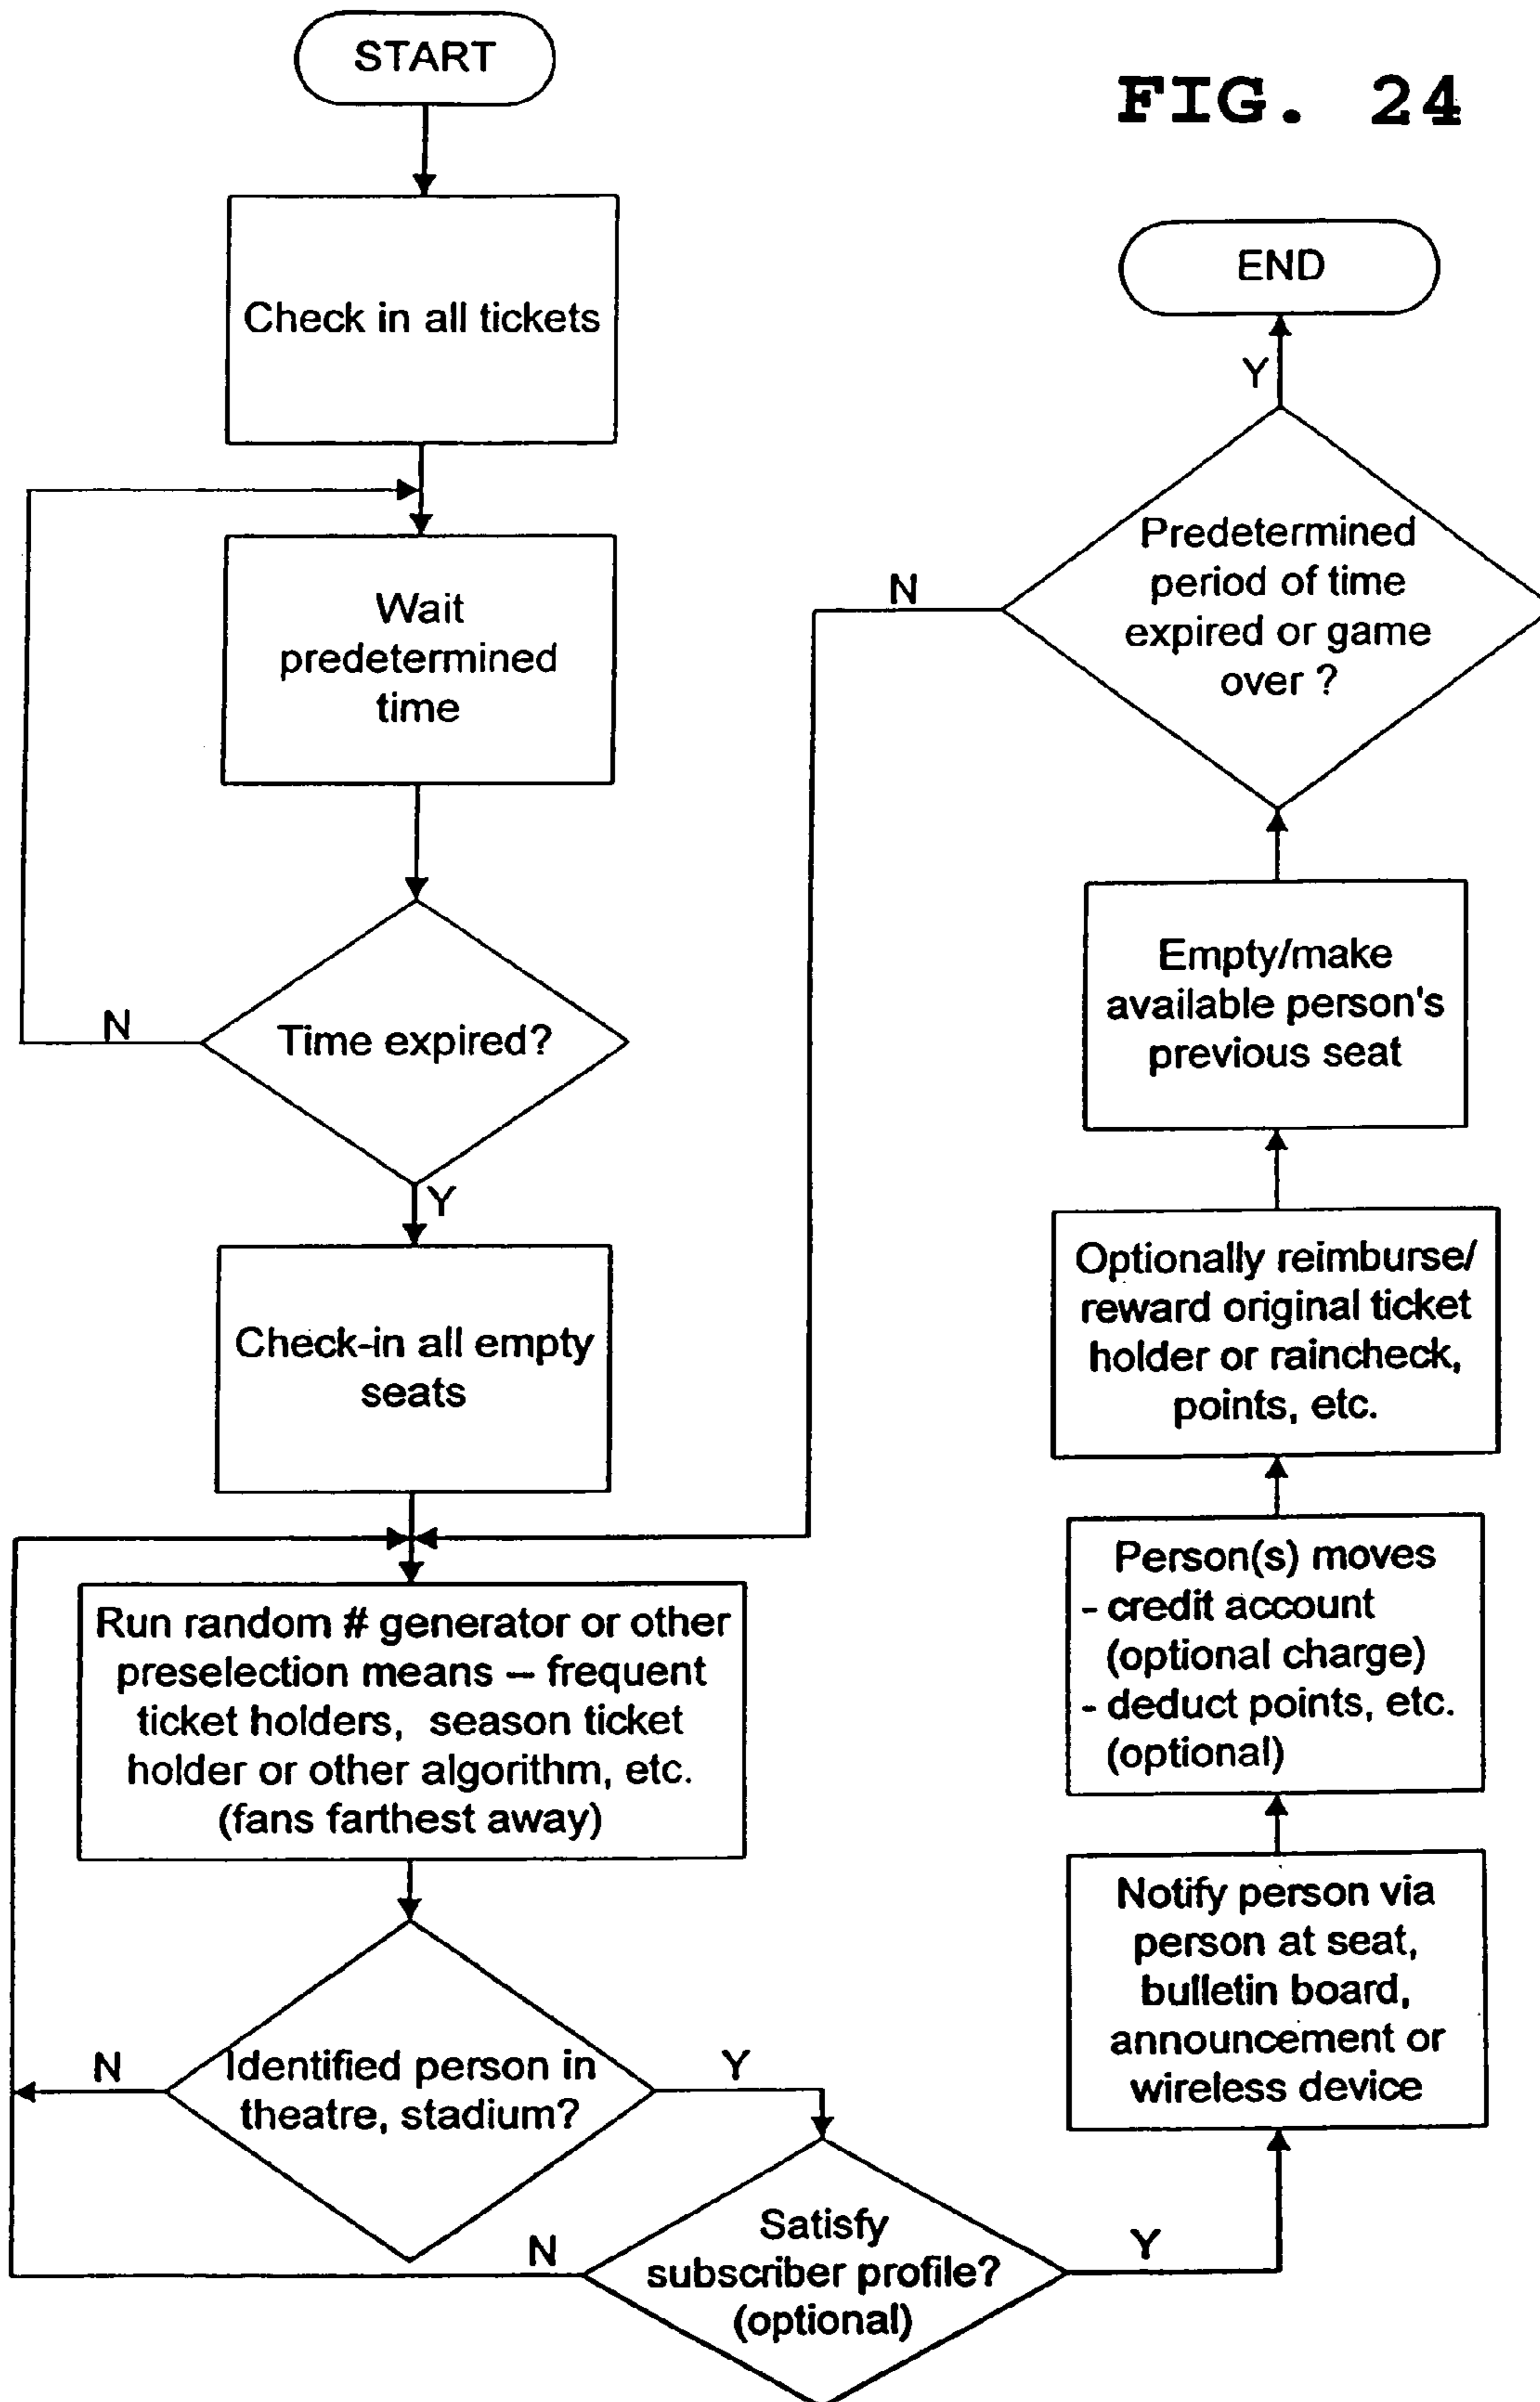 FIG. 24
START
Check in all tickets
Wait
predetermined
time
Time expired?
N
Y
Check-in all empty
seats
Run random # generator or other
preselection means – frequent
ticket holders, season ticket
holder or other algorithm, etc.
(fans farthest away)
Identified person in
theatre, stadium?
N
Y
Satisfy
subscriber profile?
(optional)
N
Y
Notify person via
person at seat,
bulletin board,
announcement or
wireless device
Person(s) moves
- credit account
(optional charge)
- deduct points, etc.
(optional)
Optionally reimburse/
reward original ticket
holder or raincheck,
points, etc.
Empty/make
available person's
previous seat
Predetermined
period of time
expired or game
over ?
N
Y
END